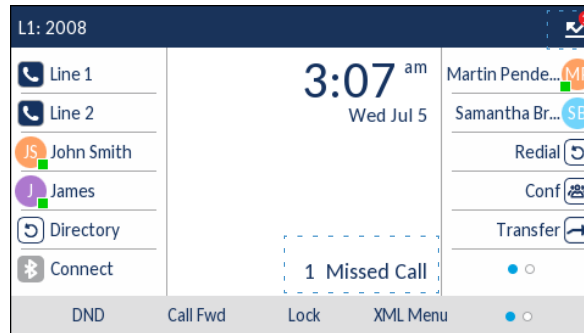 L1: 2008
Line 1
Line 2
JS John Smith
J James
Directory
Connect
3:07 am
Wed Jul 5
1 Missed Call
Martin Pende...
Samantha Br... SB
Redial
Conf
Transfer
DND Call Fwd Lock XML Menu